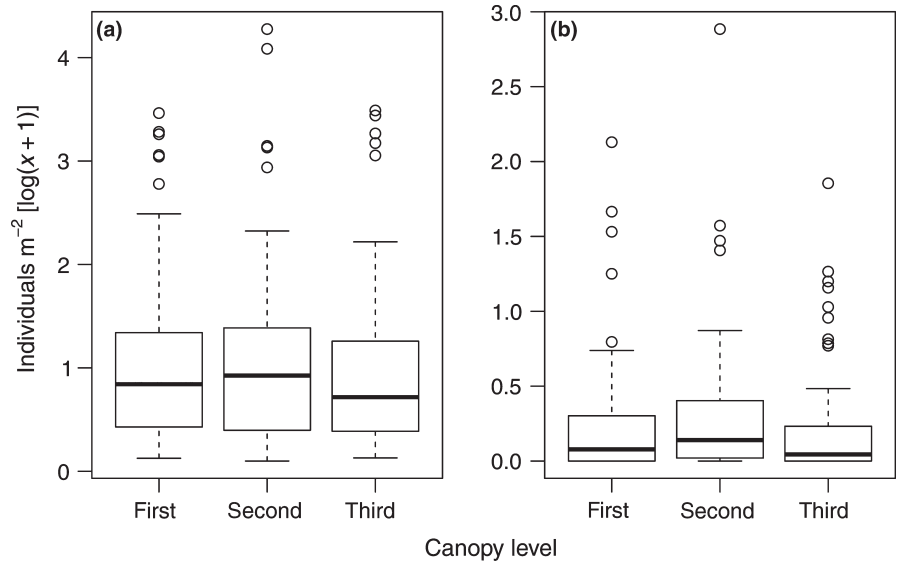 (a)
(b)
Individuals m⁻² [log(x + 1)]
4
3
2
1
0
3.0
2.5
2.0
1.5
1.0
0.5
0.0
First Second Third
First Second Third
Canopy level